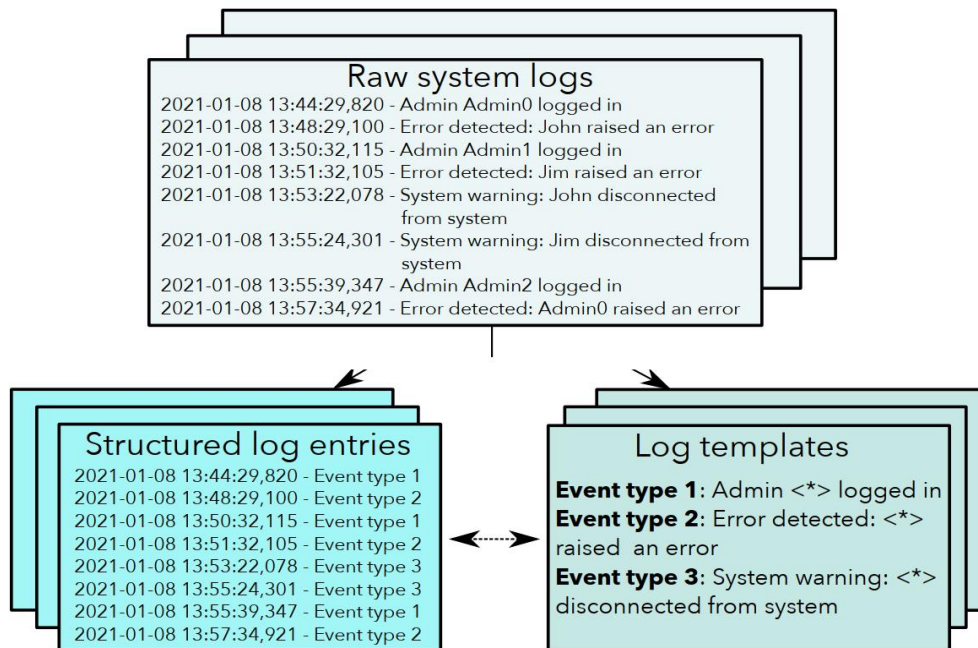 Raw system logs
2021-01-08 13:44:29,820 - Admin Admin0 logged in
2021-01-08 13:48:29,100 - Error detected: John raised an error
2021-01-08 13:50:32,115 - Admin Admin1 logged in
2021-01-08 13:51:32,105 - Error detected: Jim raised an error
2021-01-08 13:53:22,078 - System warning: John disconnected
from system
2021-01-08 13:55:24,301 - System warning: Jim disconnected from
system
2021-01-08 13:55:39,347 - Admin Admin2 logged in
2021-01-08 13:57:34,921 - Error detected: Admin0 raised an error
Structured log entries
2021-01-08 13:44:29,820 - Event type 1
2021-01-08 13:48:29,100 - Event type 2
2021-01-08 13:50:32,115 - Event type 1
2021-01-08 13:51:32,105 - Event type 2
2021-01-08 13:53:22,078 - Event type 3
2021-01-08 13:55:24,301 - Event type 3
2021-01-08 13:55:39,347 - Event type 1
2021-01-08 13:57:34,921 - Event type 2
Log templates
Event type 1: Admin <*> logged in
Event type 2: Error detected: <*>
raised an error
Event type 3: System warning: <*>
disconnected from system